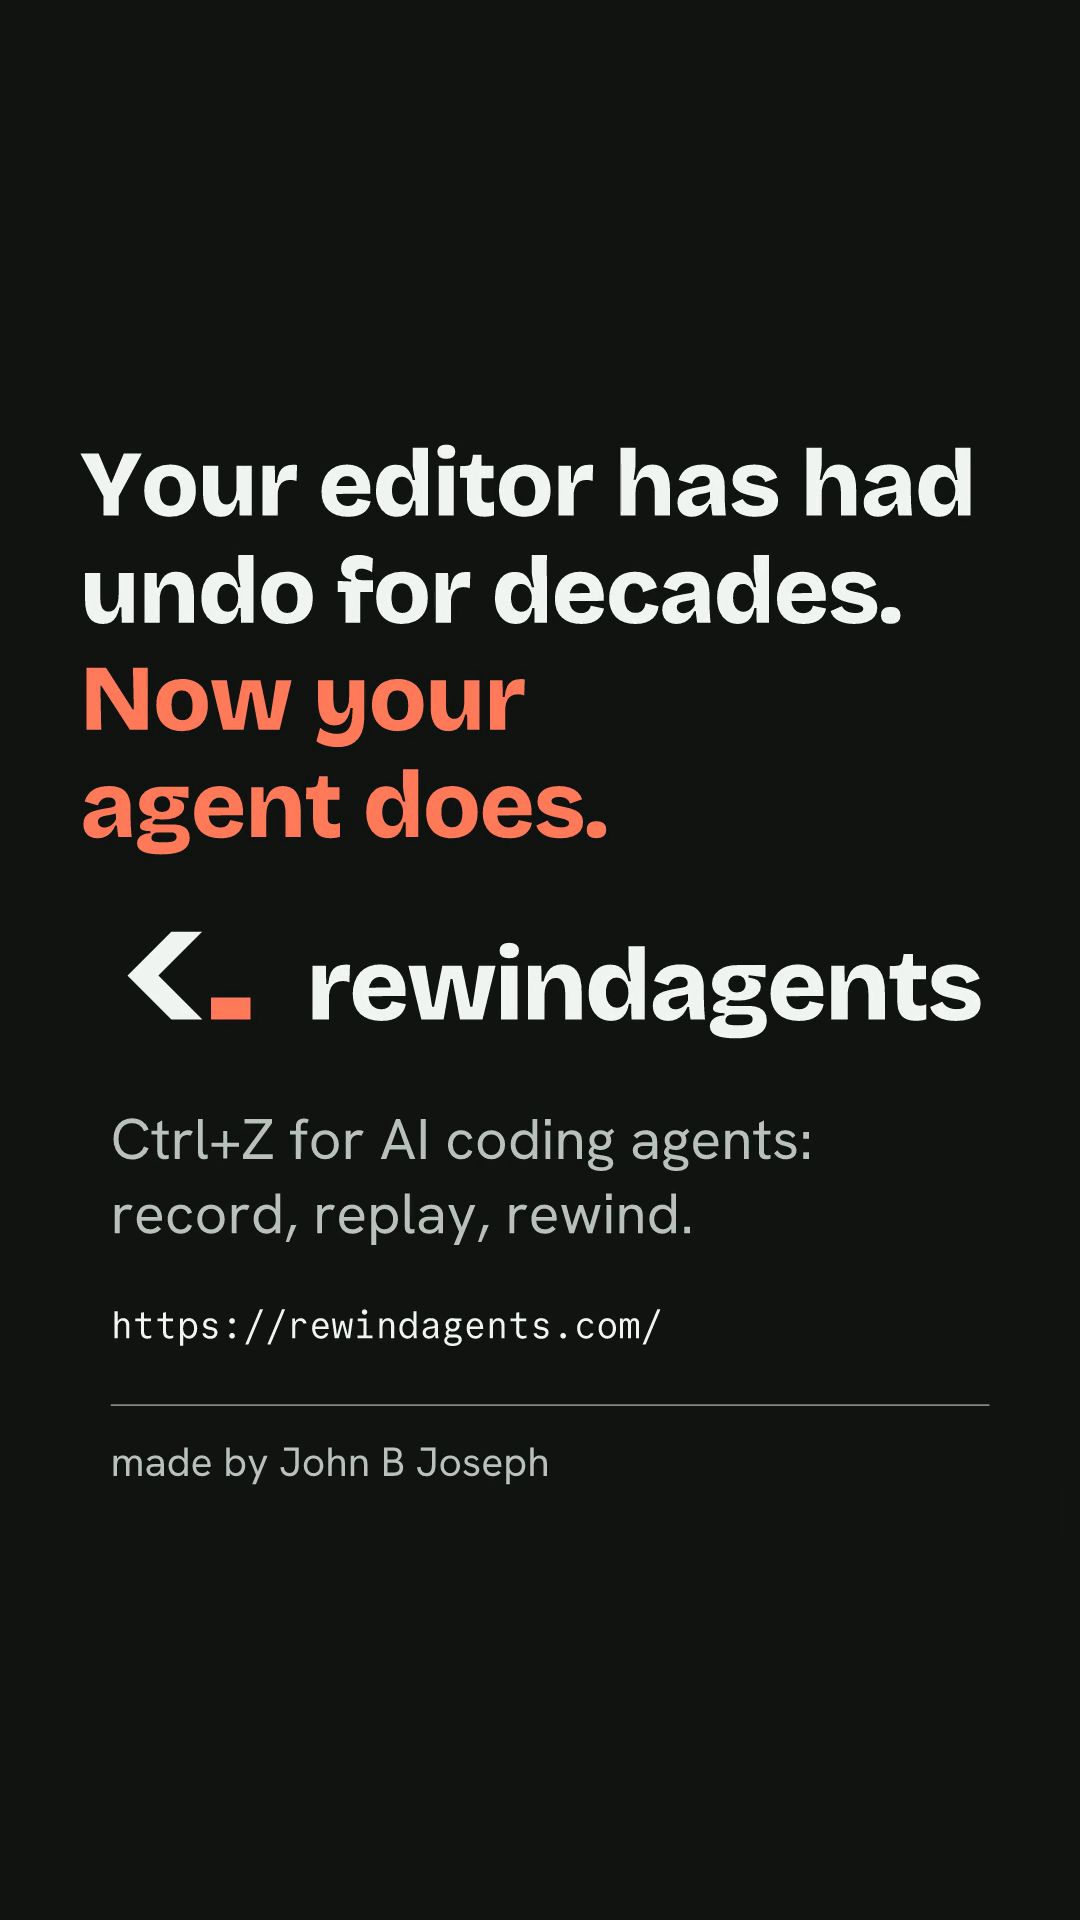 Your editor has had
undo for decades.
Now your
agent does.
rewindagents
Ctrl+Z for AI coding agents:
record, replay, rewind.
https://rewindagents.com/
made by John B Joseph